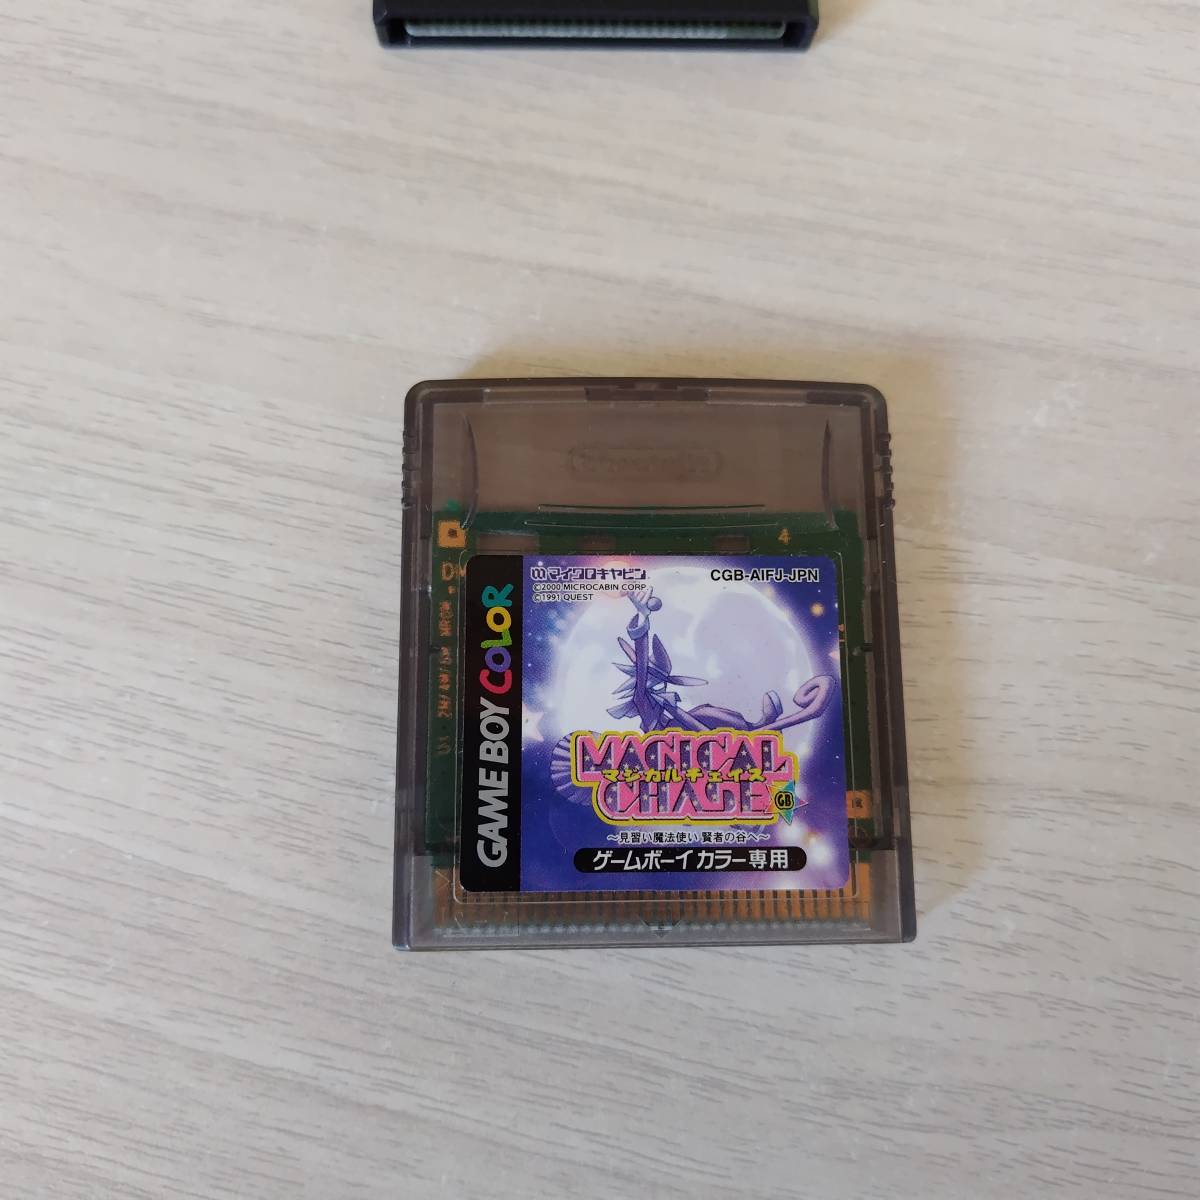 Nintendo
4
マイクロキャビン
©2000 MICROCABIN CORP.
©1991 QUEST
CGB-AIFJ-JPN
GAME BOY COLOR
MAGICAL
マジカルチェイス
CHASE
GB
〜見習い魔法使い 賢者の谷へ〜
ゲームボーイカラー専用